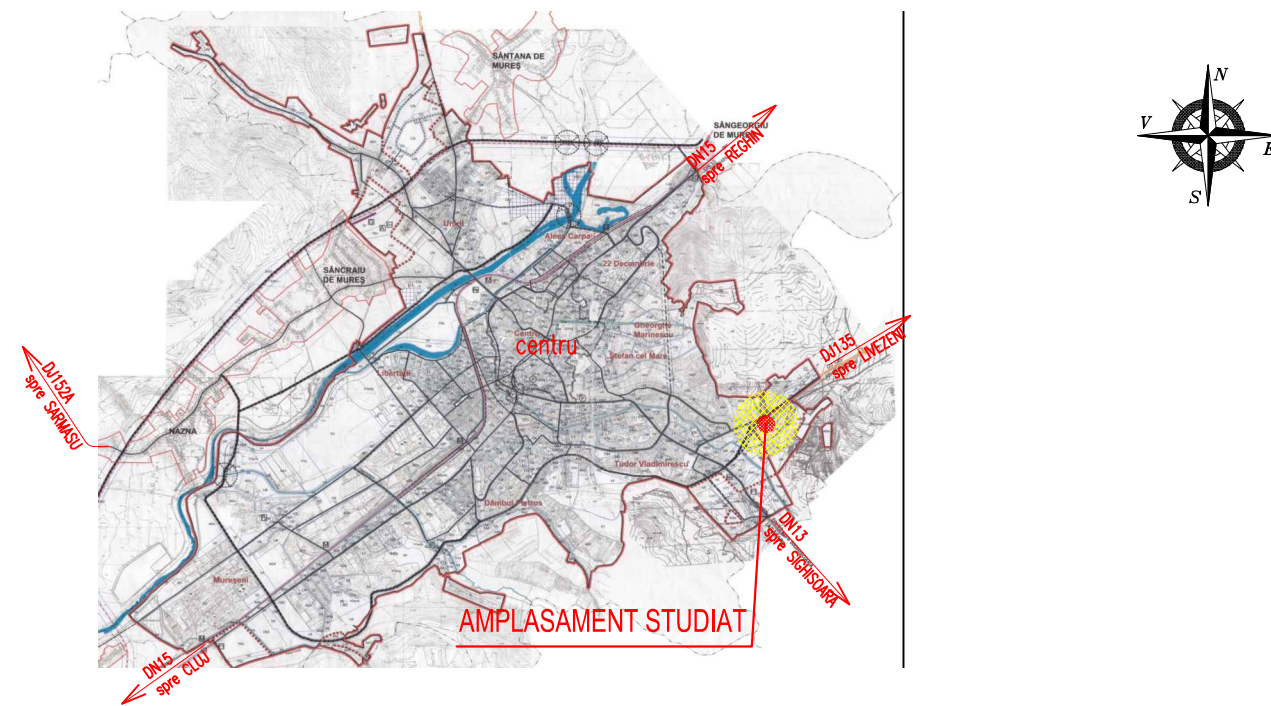 SÂNTANA DE
MUREȘ
N
V
E
S
SÂNGEORGIU
DE MUREȘ
DN15
spre REGHIN
Unirii
Aleea Carpați
22 Decembrie
SÂNCRAIU
DE MUREȘ
Gheorghe
Marinescu
Centru
centru
Ștefan cel Mare
DJ135
spre LIVEZENI
Libertății
DJ152A
spre SARMASU
NAZNA
Tudor Vladimirescu
Dâmbul Pietros
DN13
spre SIGHISOARA
Mureșeni
AMPLASAMENT STUDIAT
DN15
spre CLUJ